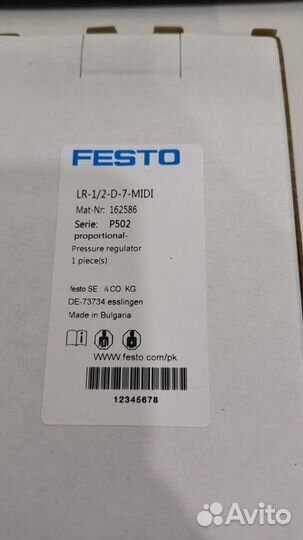 FESTO
LR-1/2-D-7-MIDI
Mat-Nr: 162586
Serie: P502
proportional-
Pressure regulator
1 piece(s)
festo SE . & CO. KG
DE-73734 esslingen
Made in Bulgaria
WWW.festo.com/pk
12345678
Avito